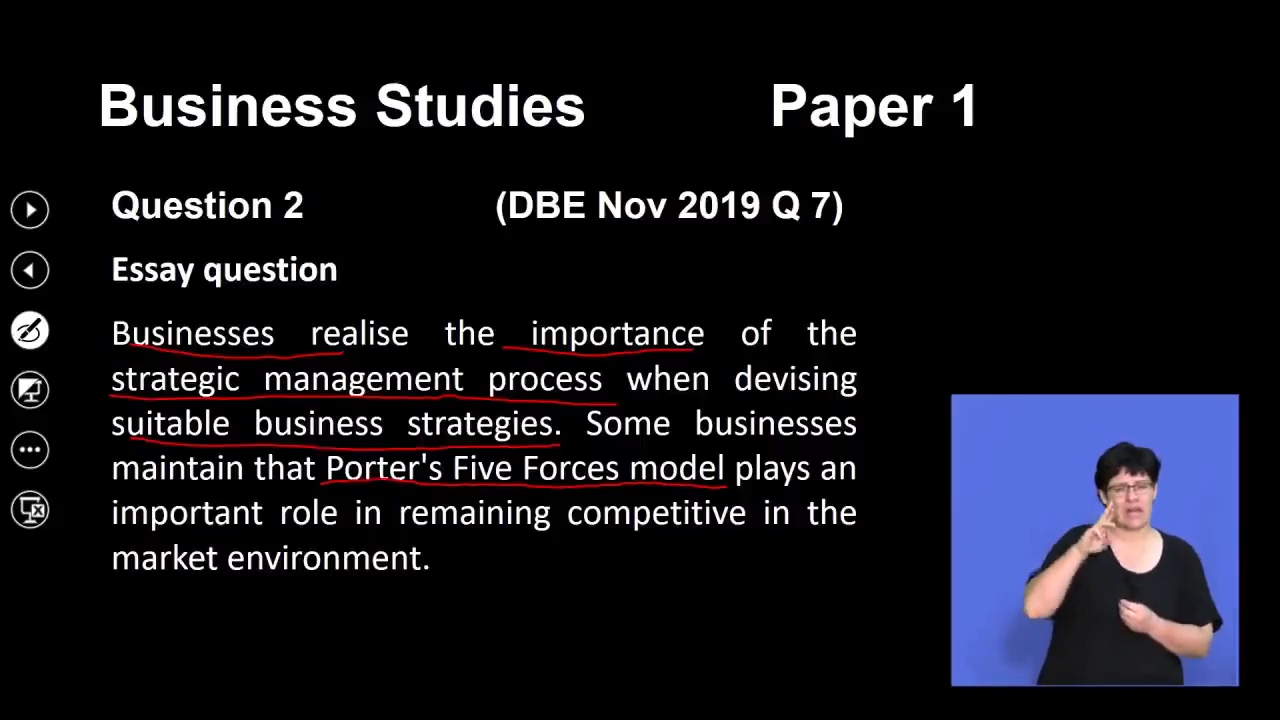 Business Studies Paper 1
Question 2 (DBE Nov 2019 Q 7)
Essay question
Businesses realise the importance of the
strategic management process when devising
suitable business strategies. Some businesses
maintain that Porter's Five Forces model plays an
important role in remaining competitive in the
market environment.